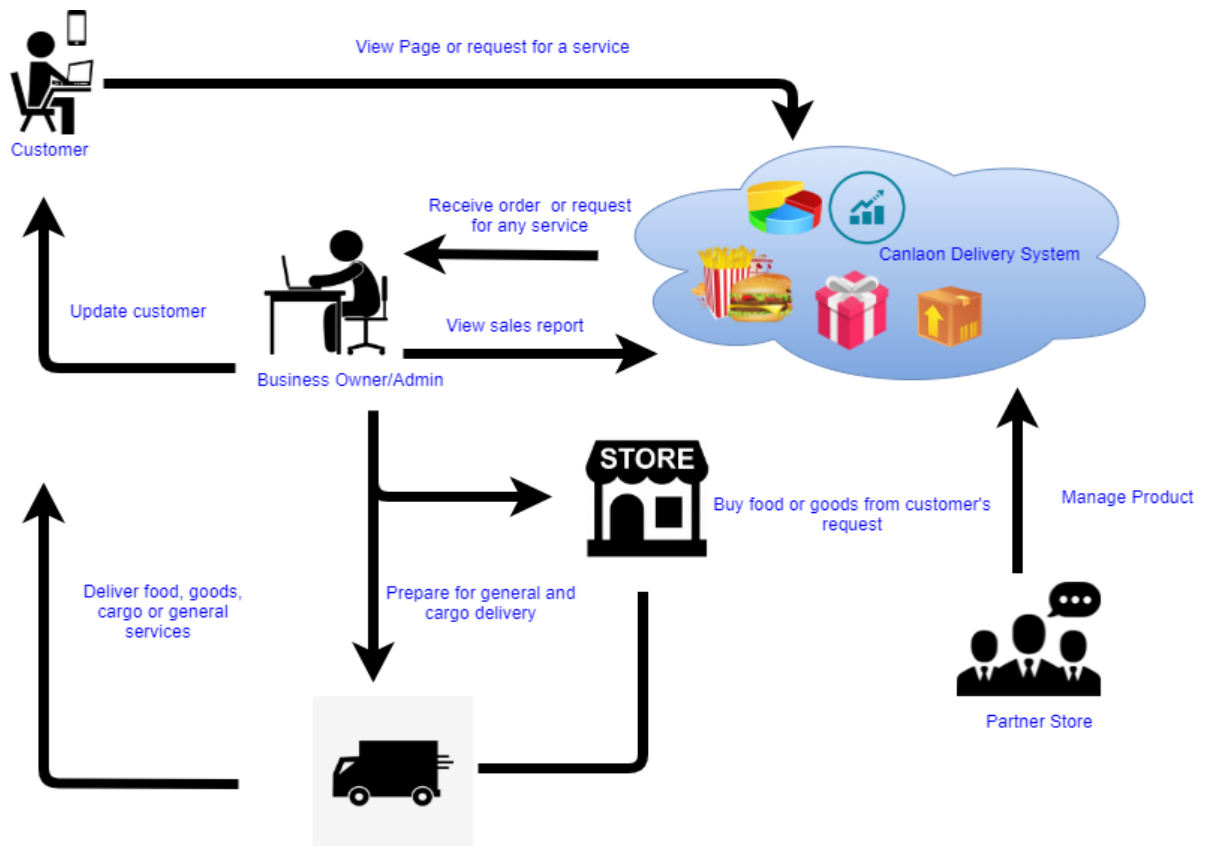 View Page or request for a service
Customer
Receive order or request
for any service
Canlaon Delivery System
Update customer
View sales report
Business Owner/Admin
STORE
Buy food or goods from customer's
request
Manage Product
Deliver food, goods,
cargo or general
services
Prepare for general and
cargo delivery
Partner Store